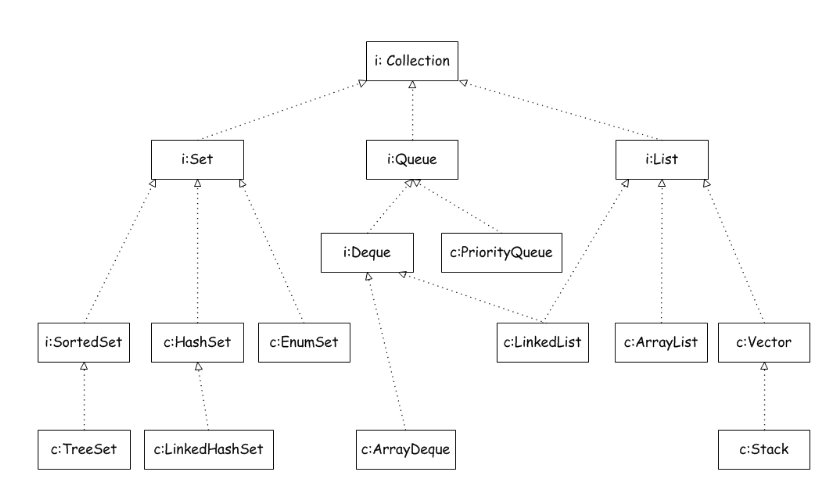 i: Collection
i:Set
i:Queue
i:List
i:Deque
c:PriorityQueue
i:SortedSet
c:HashSet
c:EnumSet
c:LinkedList
c:ArrayList
c:Vector
c:TreeSet
c:LinkedHashSet
c:ArrayDeque
c:Stack